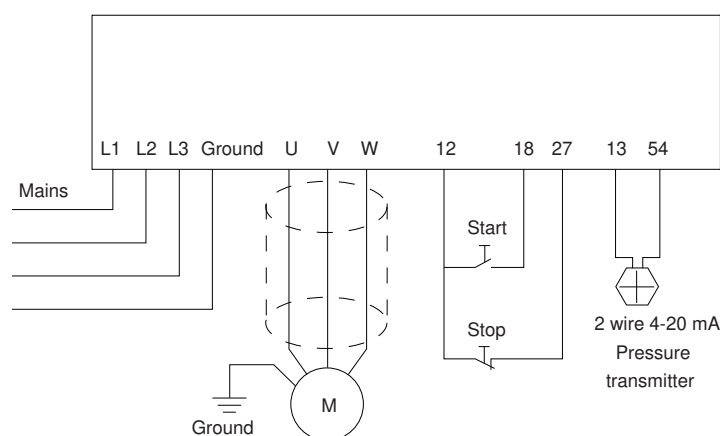 L1 L2 L3 Ground U V W 12 18 27 13 54
Mains
Start
Stop
2 wire 4-20 mA
Pressure
transmitter
M
Ground